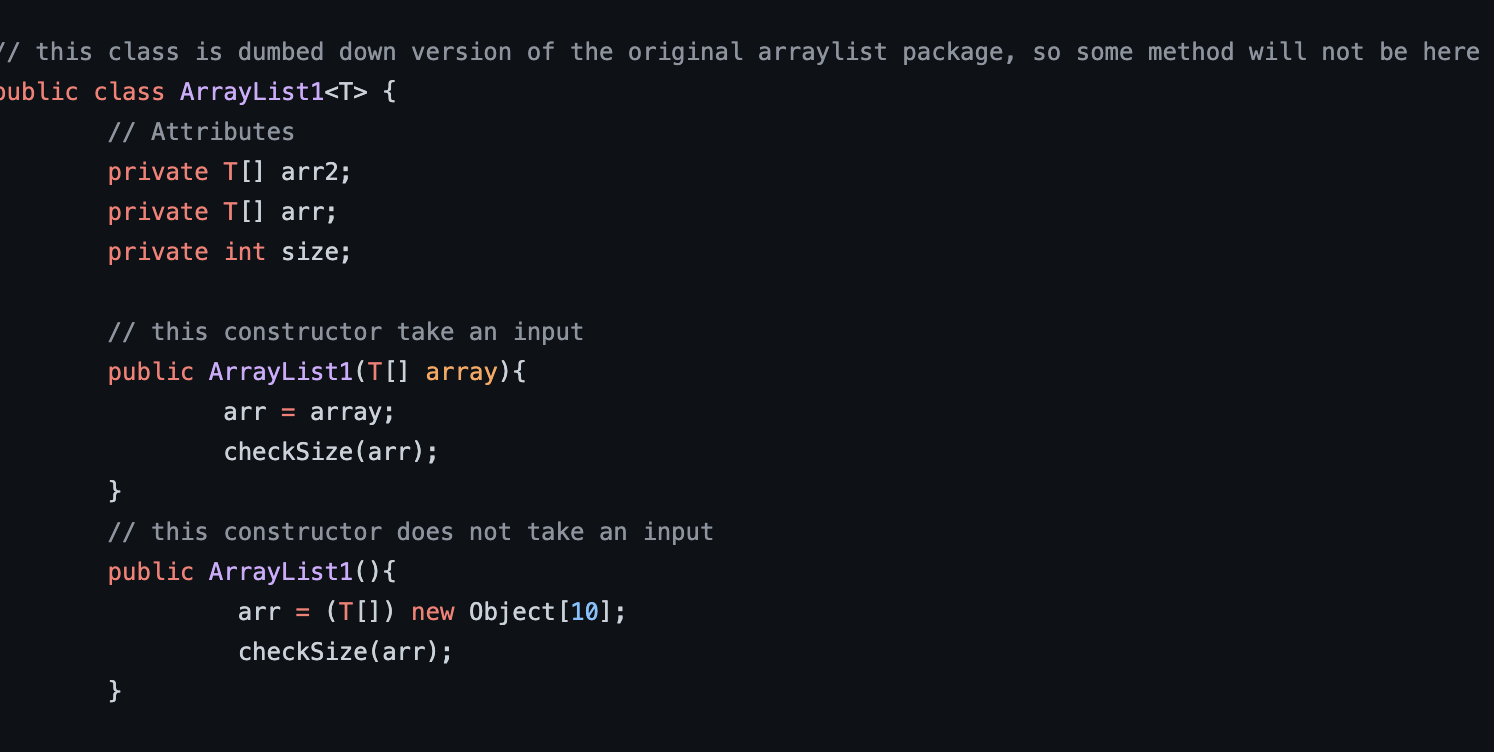 // this class is dumbed down version of the original arraylist package, so some method will not be here
public class ArrayList1<T> {
// Attributes
private T[] arr2;
private T[] arr;
private int size;
// this constructor take an input
public ArrayList1(T[] array){
arr = array;
checkSize(arr);
}
// this constructor does not take an input
public ArrayList1(){
arr = (T[]) new Object[10];
checkSize(arr);
}